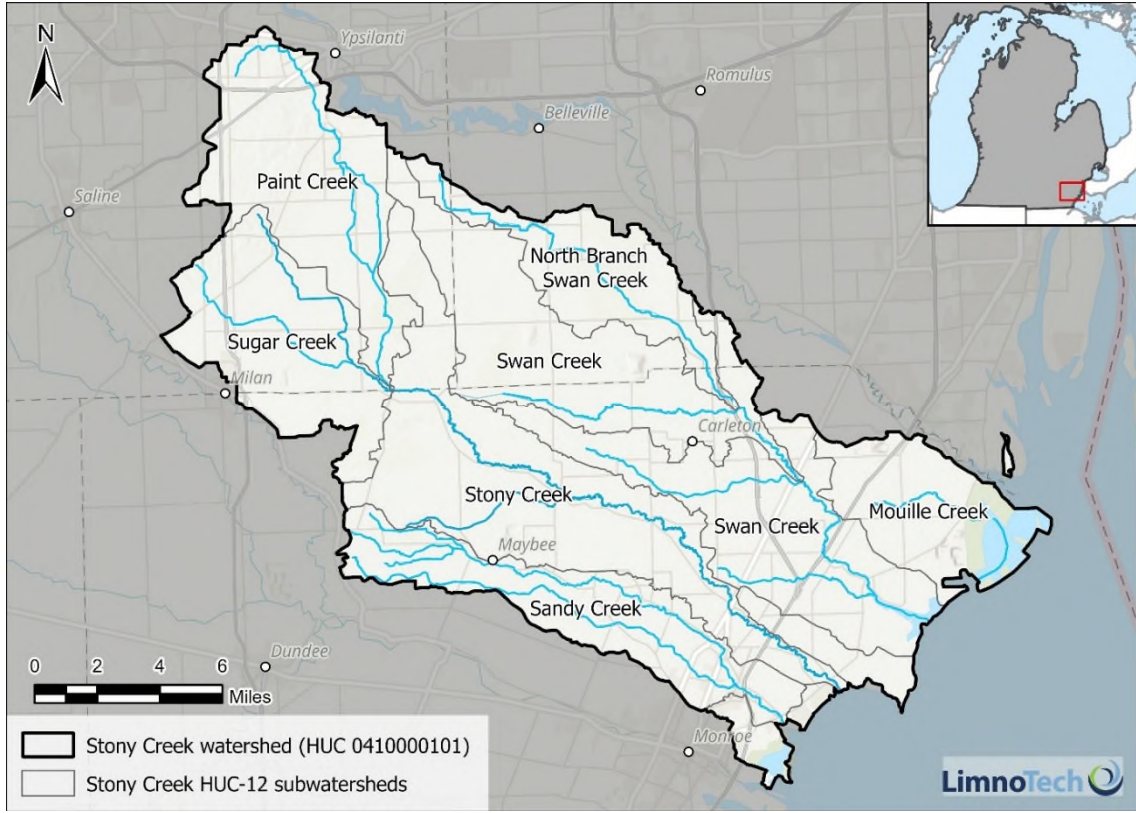 N
Ypsilanti
Romulus
Belleville
Saline
Paint Creek
North Branch
Swan Creek
Sugar Creek
Swan Creek
Milan
Carleton
Stony Creek
Swan Creek
Mouille Creek
Maybee
Sandy Creek
Dundee
0 2 4 6
Miles
Monroe
Stony Creek watershed (HUC 0410000101)
Stony Creek HUC-12 subwatersheds
LimnoTech